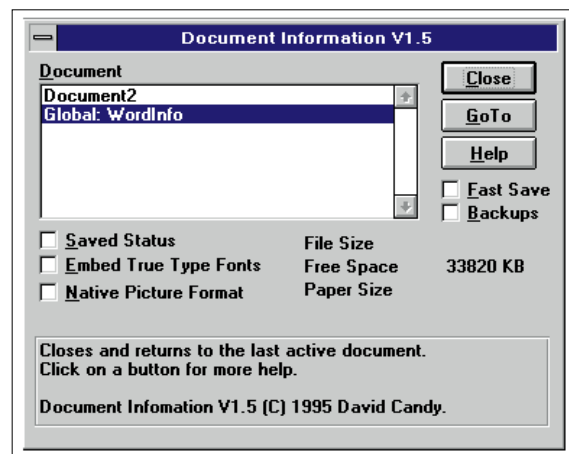 Document Information V1.5
Document
Document2
Global: WordInfo
Close
GoTo
Help
Fast Save
Backups
Saved Status
Embed True Type Fonts
Native Picture Format
File Size
Free Space 33820 KB
Paper Size
Closes and returns to the last active document.
Click on a button for more help.
Document Infomation V1.5 (C) 1995 David Candy.